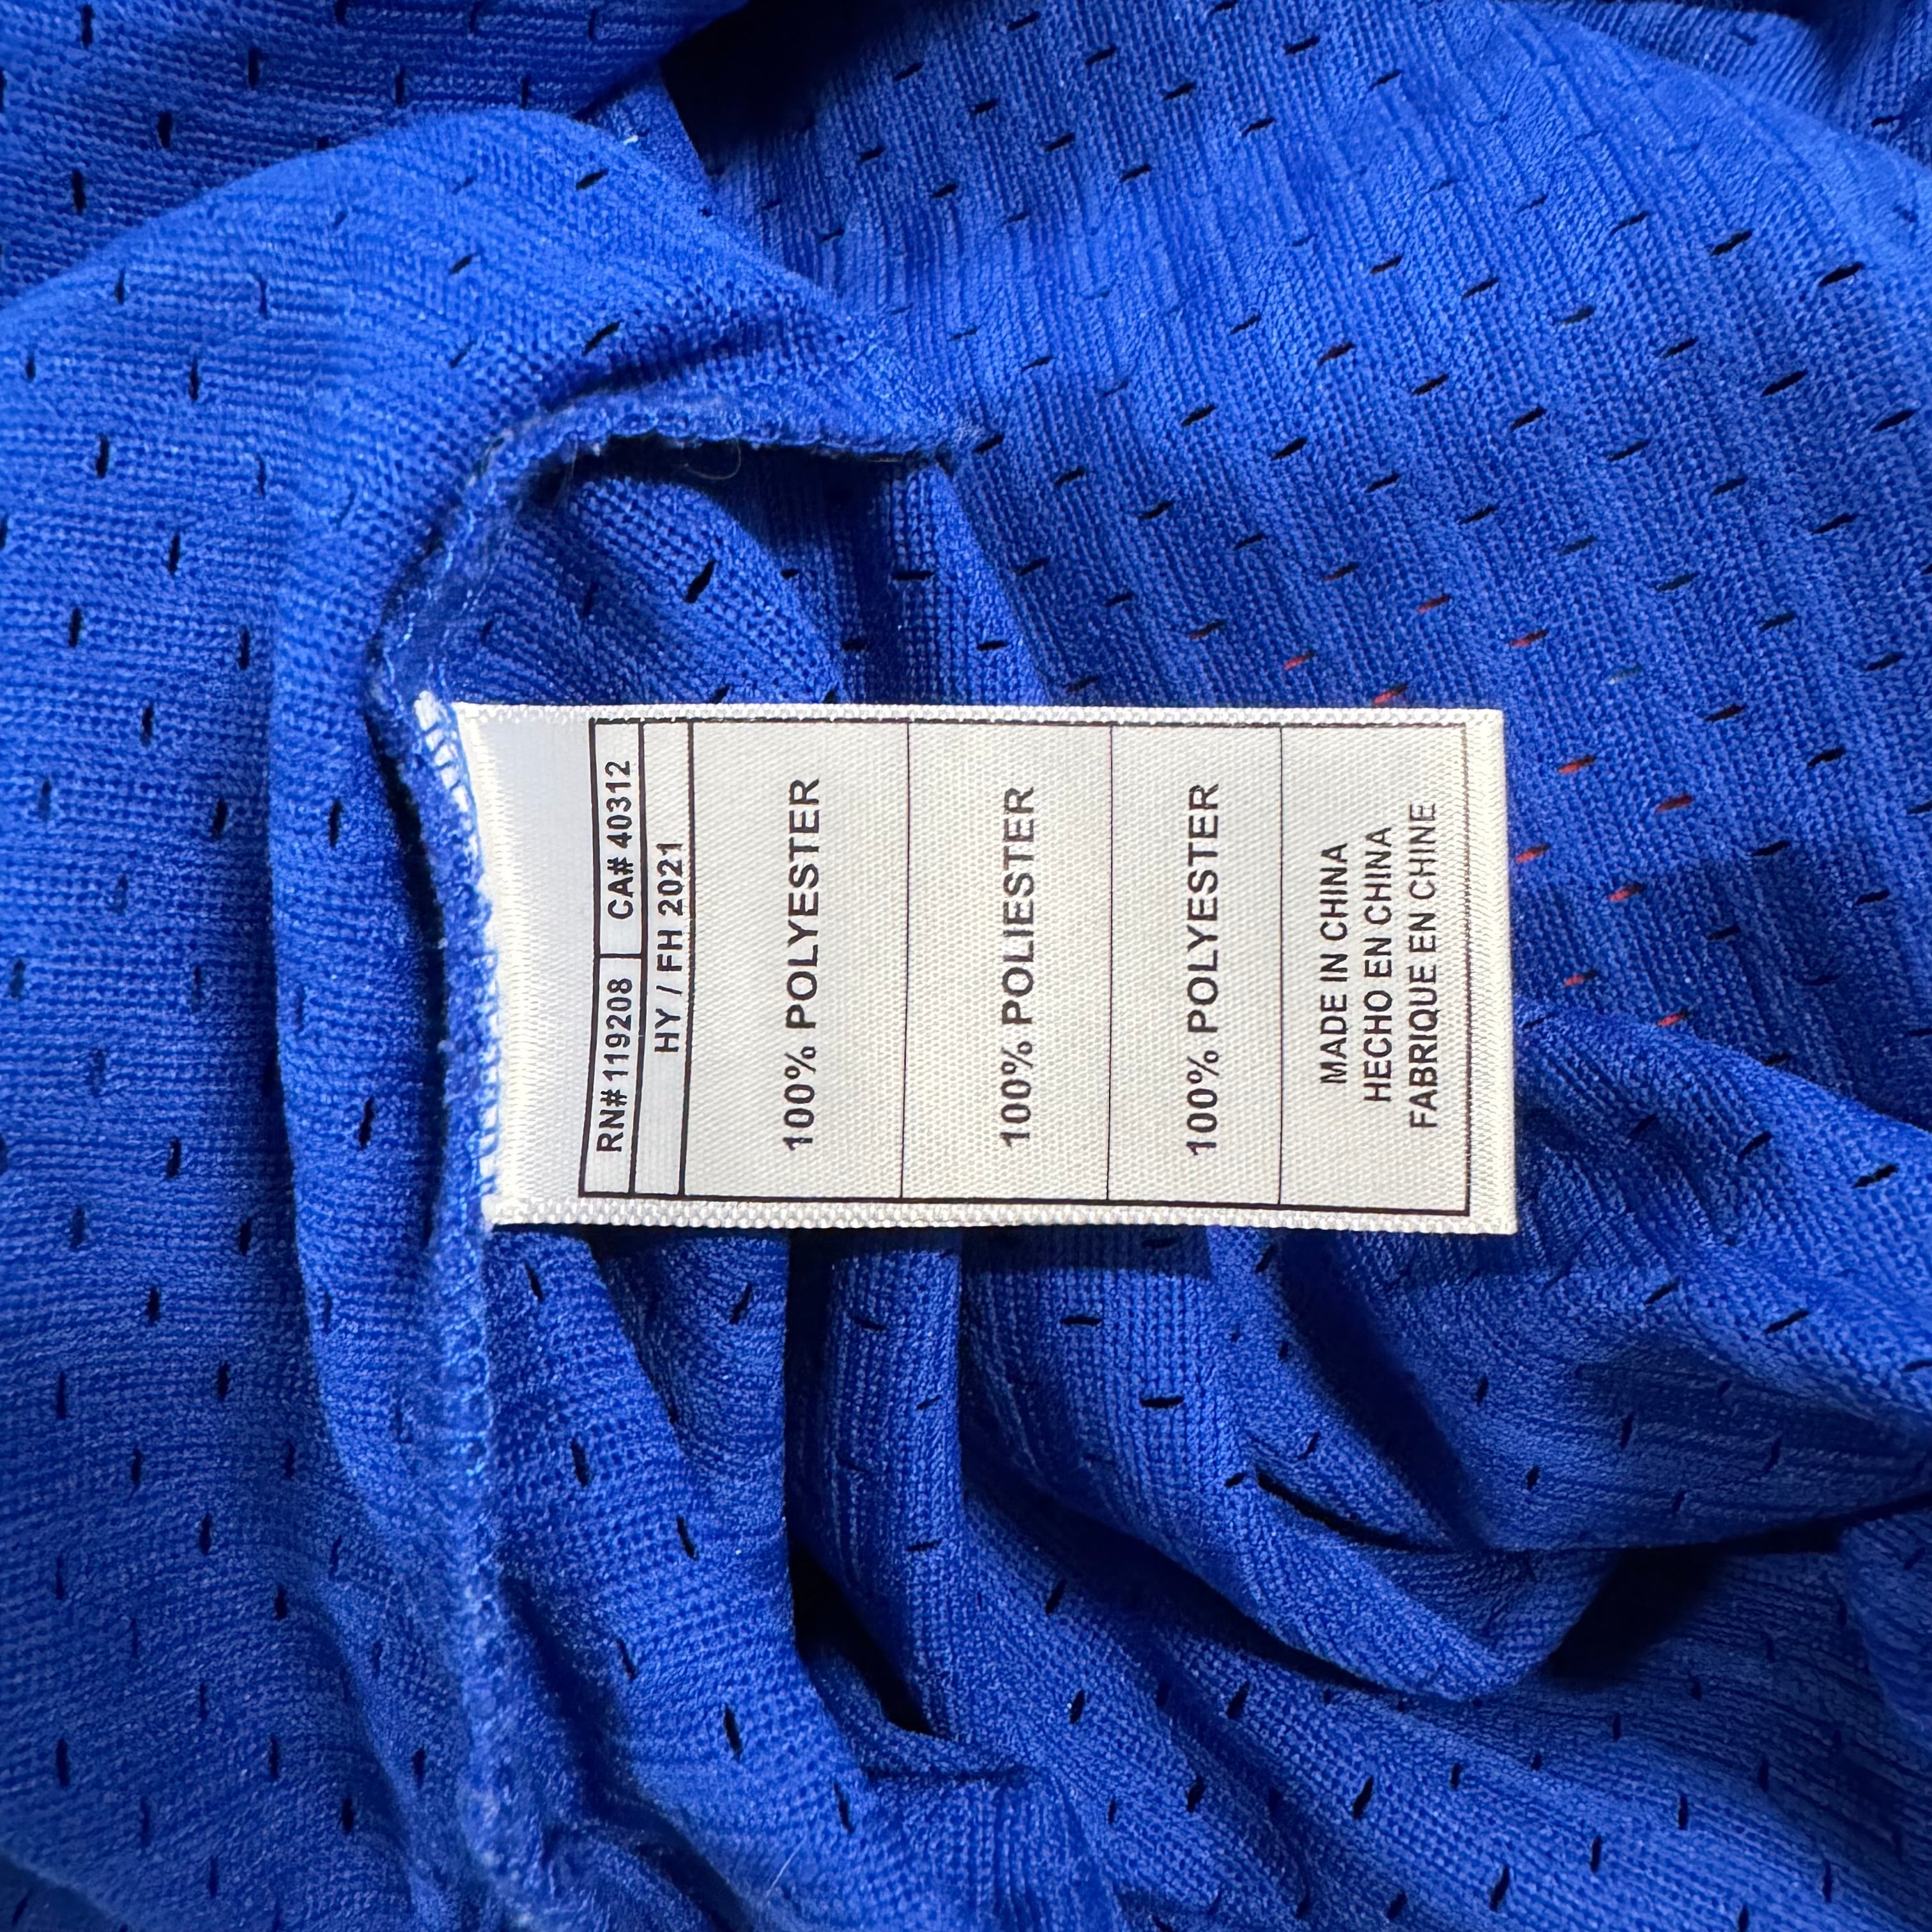 RN# 119208 CA# 40312
HY / FH 2021
100% POLYESTER
100% POLIESTER
100% POLYESTER
MADE IN CHINA
HECHO EN CHINA
FABRIQUE EN CHINE